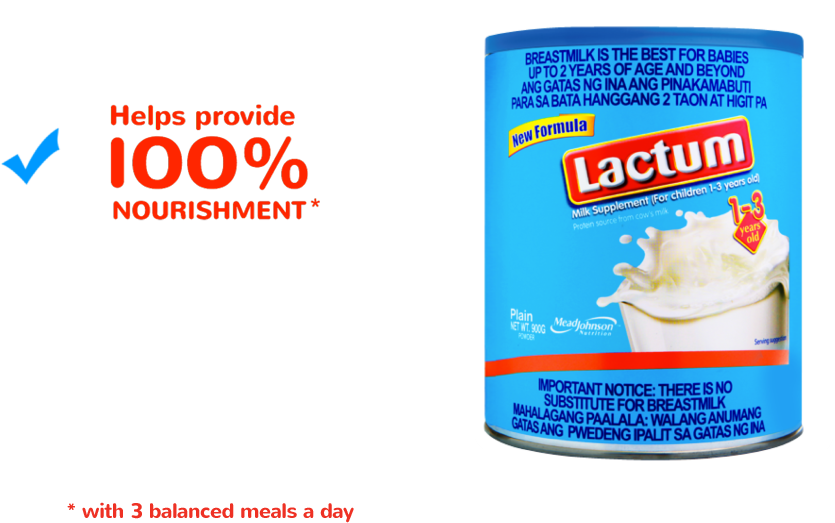 Helps provide
100%
NOURISHMENT*
BREASTMILK IS THE BEST FOR BABIES
UP TO 2 YEARS OF AGE AND BEYOND
ANG GATAS NG INA ANG PINAKAMABUTI
PARA SA BATA HANGGANG 2 TAON AT HIGIT PA
New Formula
Lactum
Milk Supplement (For children 1-3 years old)
Protein source from cow's milk
1-3
years
old
Plain
NET WT. 900G
POWDER
MeadJohnson
Nutrition
Serving suggestion
IMPORTANT NOTICE: THERE IS NO
SUBSTITUTE FOR BREASTMILK
MAHALAGANG PAALALA: WALANG ANUMANG
GATAS ANG PWEDENG IPALIT SA GATAS NG INA
* with 3 balanced meals a day